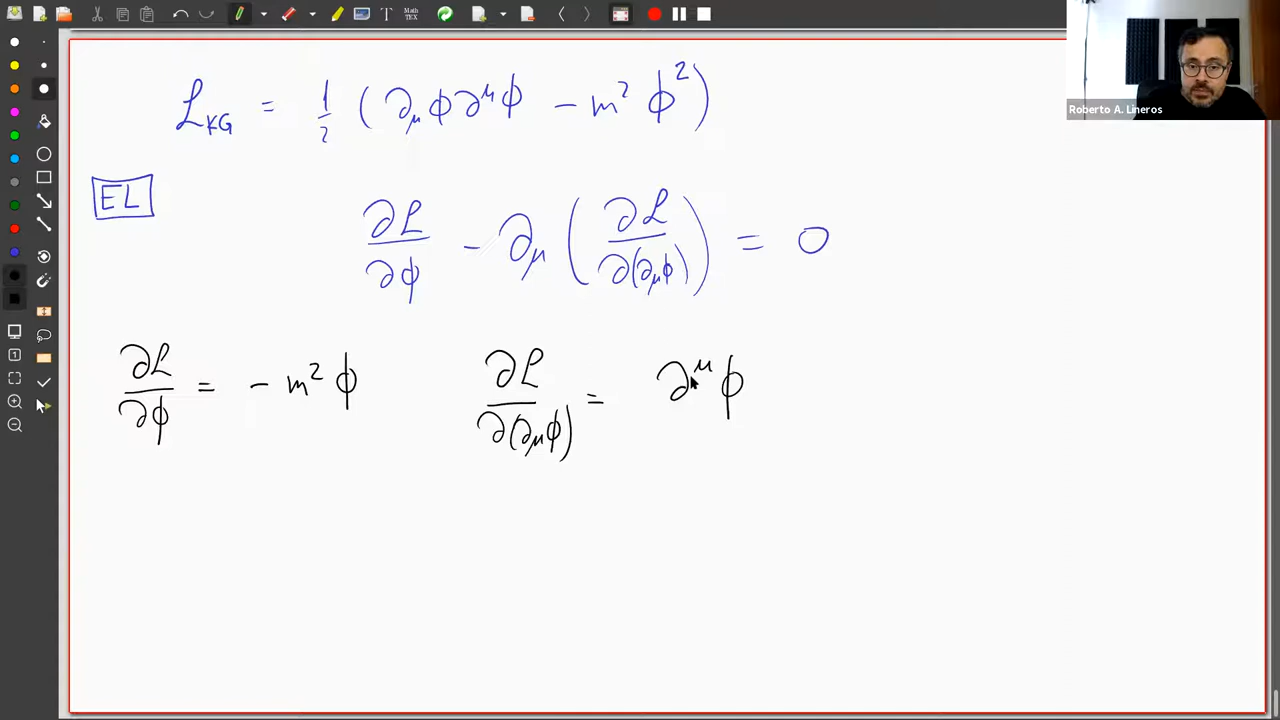 Roberto A. Lineros
ℒ_KG = 1/2 ( ∂_μ ϕ ∂^μ ϕ − m² ϕ² )
EL
∂ℒ/∂ϕ − ∂_μ ( ∂ℒ/∂(∂_μ ϕ) ) = 0
∂ℒ/∂ϕ = − m² ϕ    ∂ℒ/∂(∂_μ ϕ) = ∂^μ ϕ